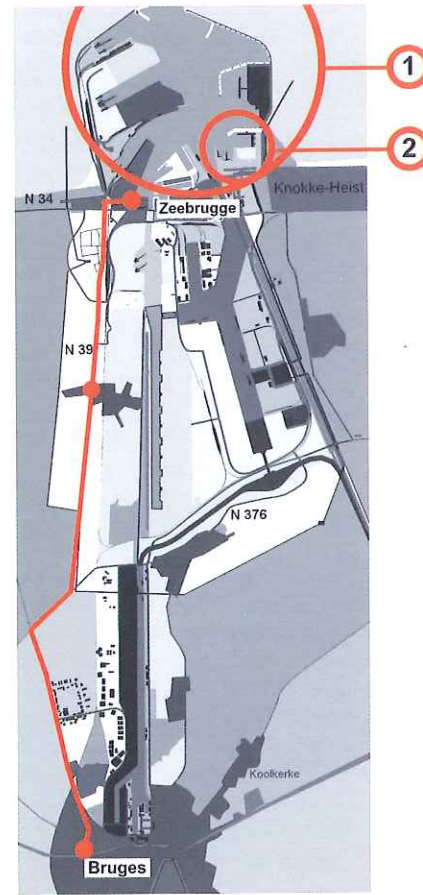 1
2
N 34
Knokke-Heist
Zeebrugge
N 39
N 376
Koolkerke
Bruges